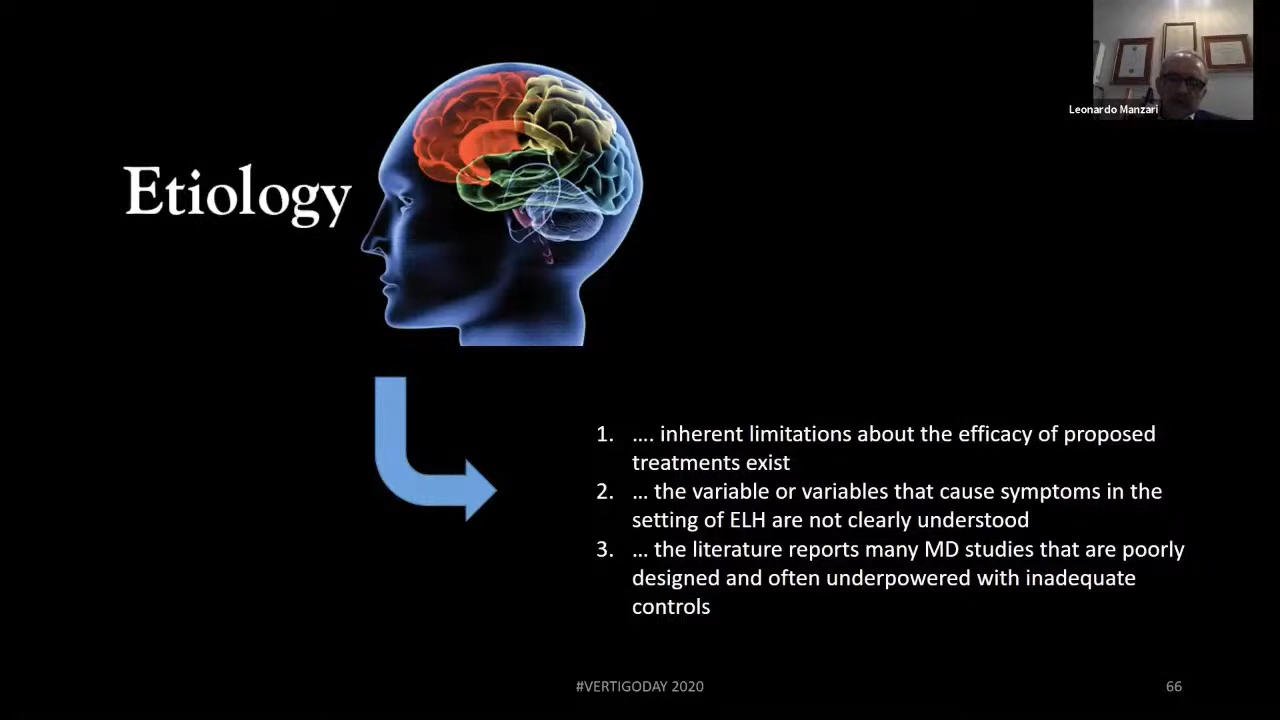 Leonardo Manzari
Etiology
1. .... inherent limitations about the efficacy of proposed
treatments exist
2. ... the variable or variables that cause symptoms in the
setting of ELH are not clearly understood
3. ... the literature reports many MD studies that are poorly
designed and often underpowered with inadequate
controls
#VERTIGODAY 2020
66